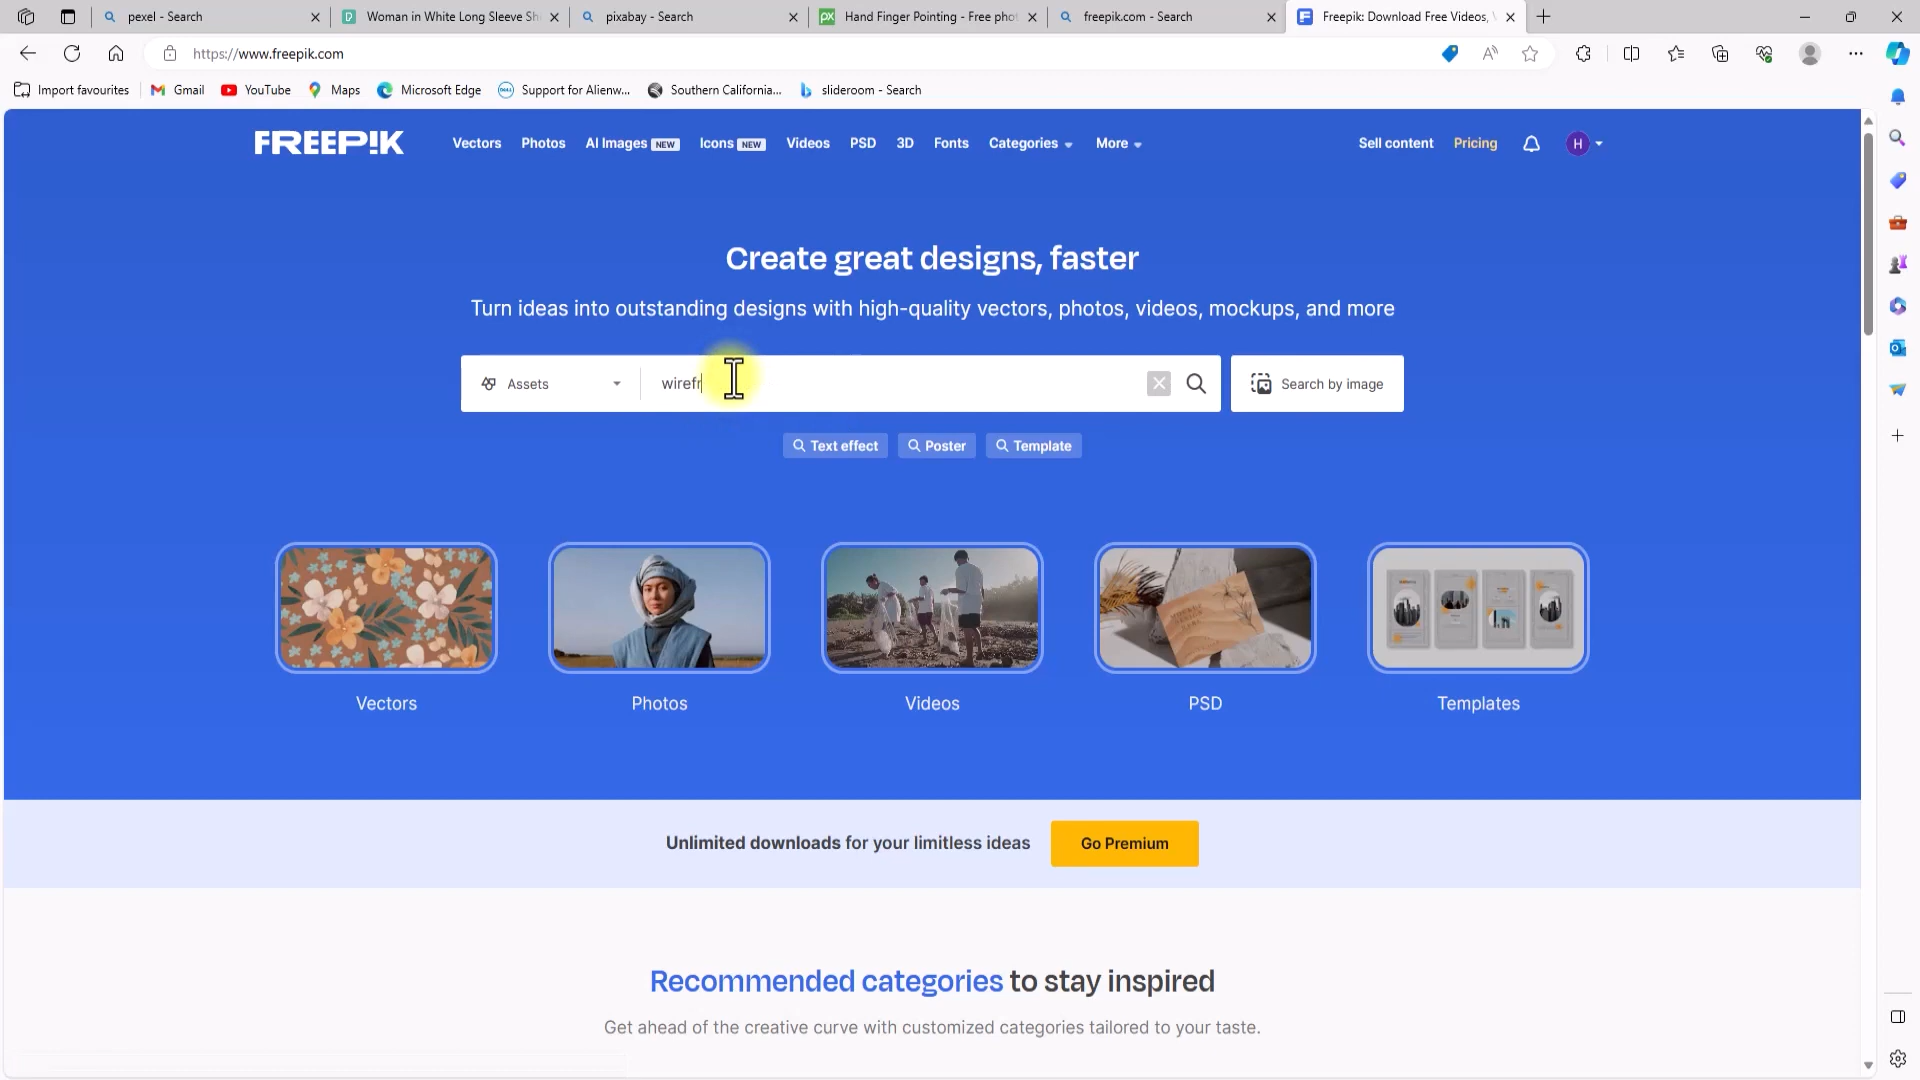 pexel - Search
Woman in White Long Sleeve Sh
pixabay - Search
Hand Finger Pointing - Free phot
freepik.com - Search
Freepik: Download Free Videos, V
https://www.freepik.com
Import favourites
Gmail
YouTube
Maps
Microsoft Edge
Support for Alienw...
Southern California...
slideroom - Search
FREEP!K
Vectors
Photos
AI Images NEW
Icons NEW
Videos
PSD
3D
Fonts
Categories
More
Sell content
Pricing
H
Create great designs, faster
Turn ideas into outstanding designs with high-quality vectors, photos, videos, mockups, and more
Assets
wirefr
Search by image
Text effect
Poster
Template
Vectors
Photos
Videos
PSD
Templates
Unlimited downloads for your limitless ideas
Go Premium
Recommended categories to stay inspired
Get ahead of the creative curve with customized categories tailored to your taste.